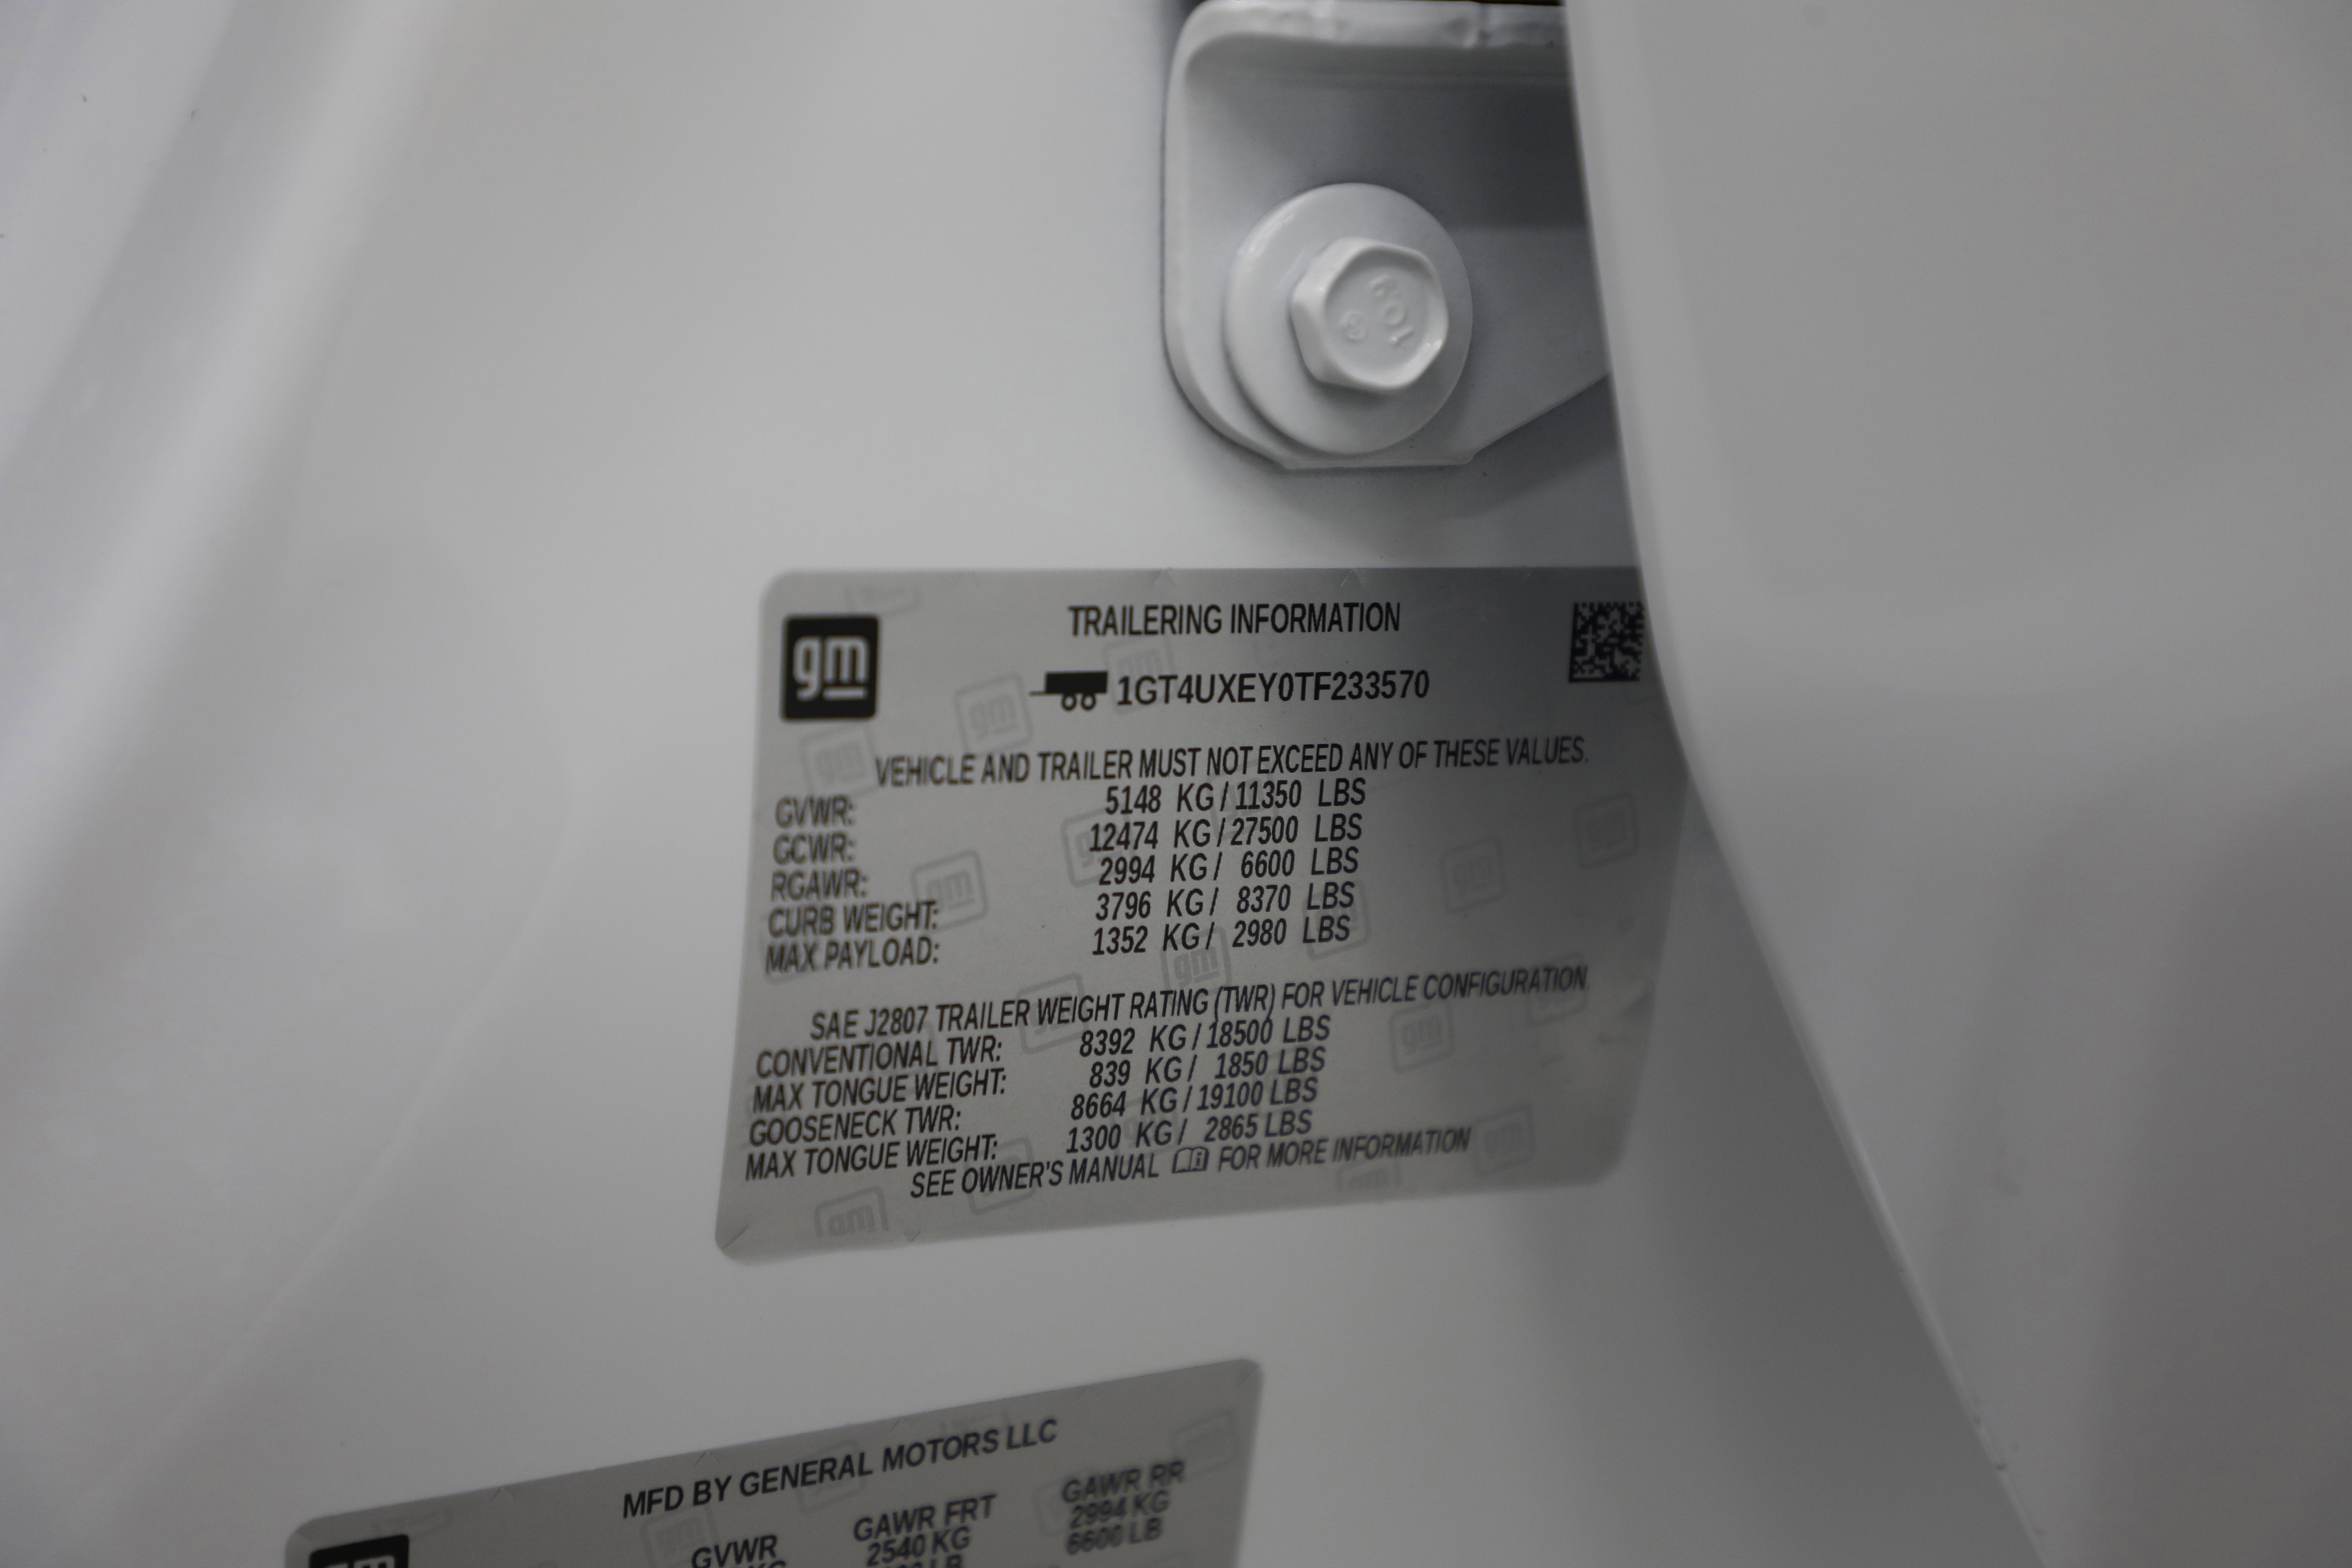 10.9
gm
TRAILERING INFORMATION
1GT4UXEY0TF233570
VEHICLE AND TRAILER MUST NOT EXCEED ANY OF THESE VALUES.
GVWR: 5148 KG / 11350 LBS
GCWR: 12474 KG / 27500 LBS
RGAWR: 2994 KG / 6600 LBS
CURB WEIGHT: 3796 KG / 8370 LBS
MAX PAYLOAD: 1352 KG / 2980 LBS
SAE J2807 TRAILER WEIGHT RATING (TWR) FOR VEHICLE CONFIGURATION
CONVENTIONAL TWR: 8392 KG / 18500 LBS
MAX TONGUE WEIGHT: 839 KG / 1850 LBS
GOOSENECK TWR: 8664 KG / 19100 LBS
MAX TONGUE WEIGHT: 1300 KG / 2865 LBS
SEE OWNER'S MANUAL FOR MORE INFORMATION
MFD BY GENERAL MOTORS LLC
GVWR GAWR FRT GAWR RR
KG 2540 KG 2994 KG
LB 6600 LB